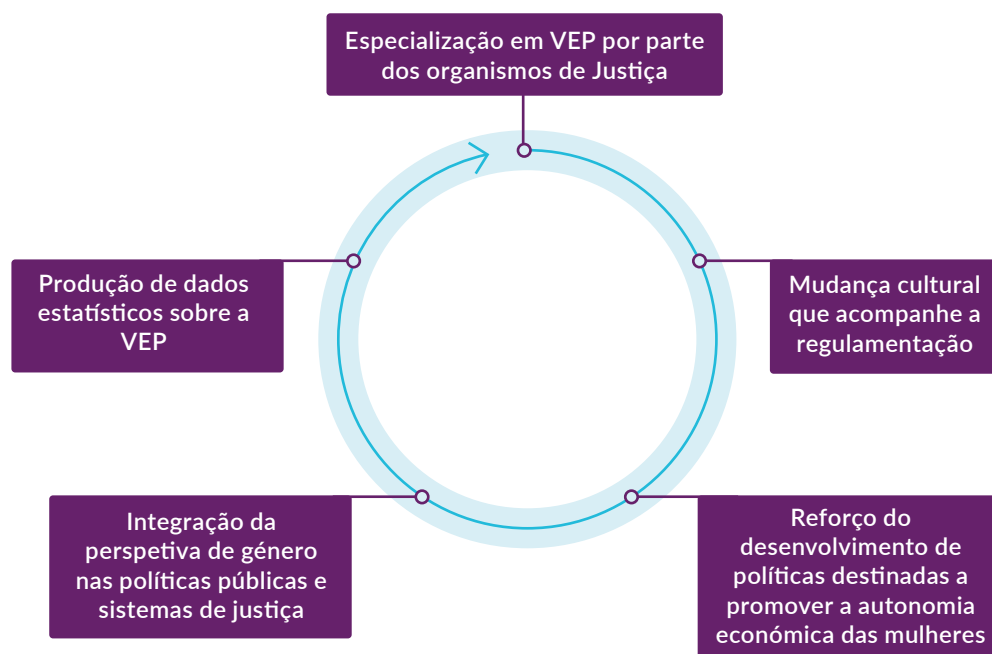 Especialização em VEP por parte
dos organismos de Justiça
Mudança cultural
que acompanhe a
regulamentação
Reforço do
desenvolvimento de
políticas destinadas a
promover a autonomia
económica das mulheres
Integração da
perspetiva de género
nas políticas públicas e
sistemas de justiça
Produção de dados
estatísticos sobre a
VEP